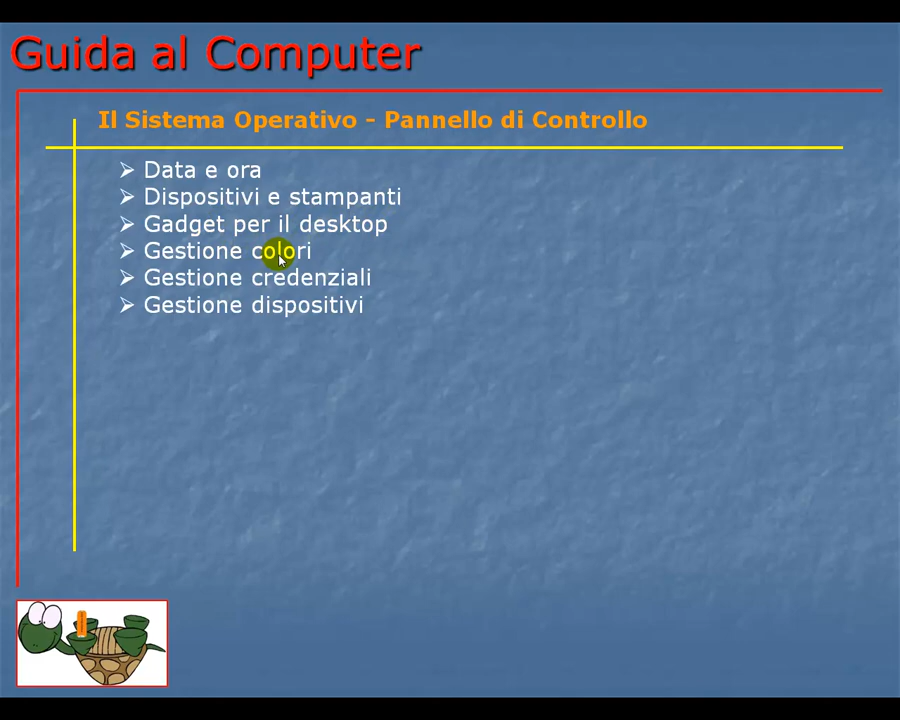 Guida al Computer
Il Sistema Operativo - Pannello di Controllo
Data e ora
Dispositivi e stampanti
Gadget per il desktop
Gestione colori
Gestione credenziali
Gestione dispositivi